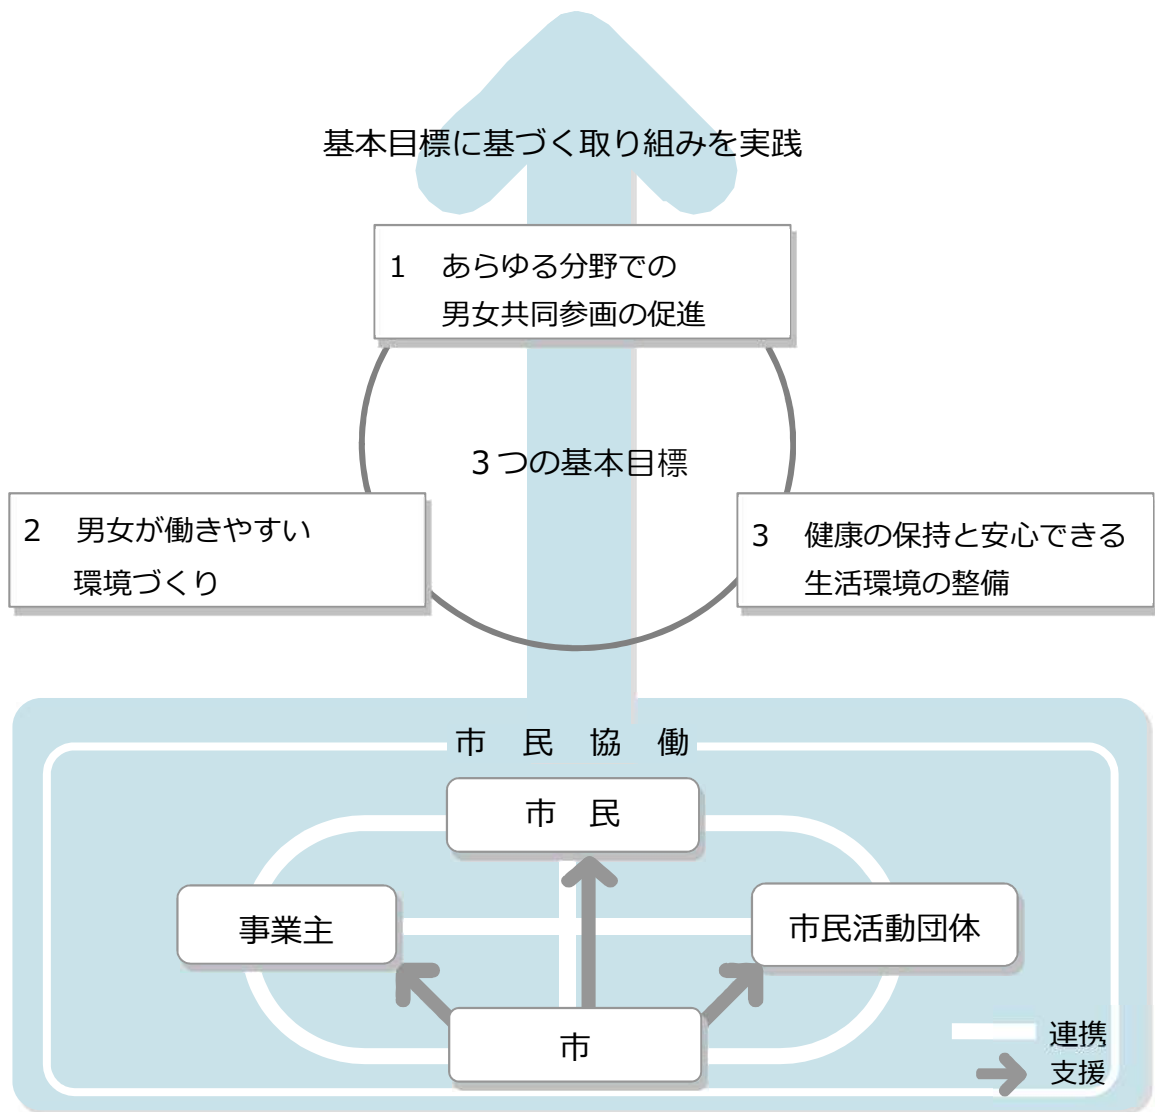 基本目標に基づく取り組みを実践
1 あらゆる分野での
男女共同参画の促進
3つの基本目標
2 男女が働きやすい
環境づくり
3 健康の保持と安心できる
生活環境の整備
市 民 協 働
市 民
事業主
市民活動団体
市
連携
支援